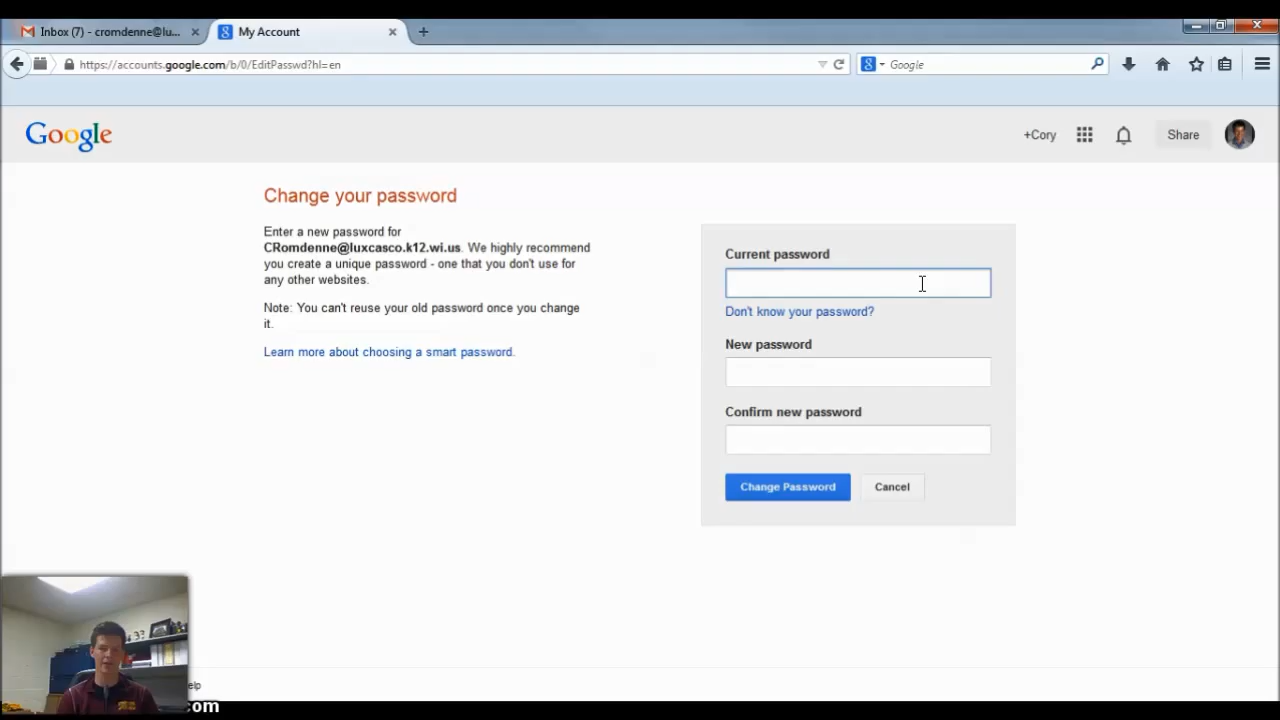 Inbox (7) - cromdenne@lu...
My Account
https://accounts.google.com/b/0/EditPasswd?hl=en
Google
Google
+Cory
Share
Change your password
Enter a new password for
CRomdenne@luxcasco.k12.wi.us. We highly recommend
you create a unique password - one that you don't use for
any other websites.
Note: You can't reuse your old password once you change
it.
Learn more about choosing a smart password.
Current password
Don't know your password?
New password
Confirm new password
Change Password
Cancel
elp
com